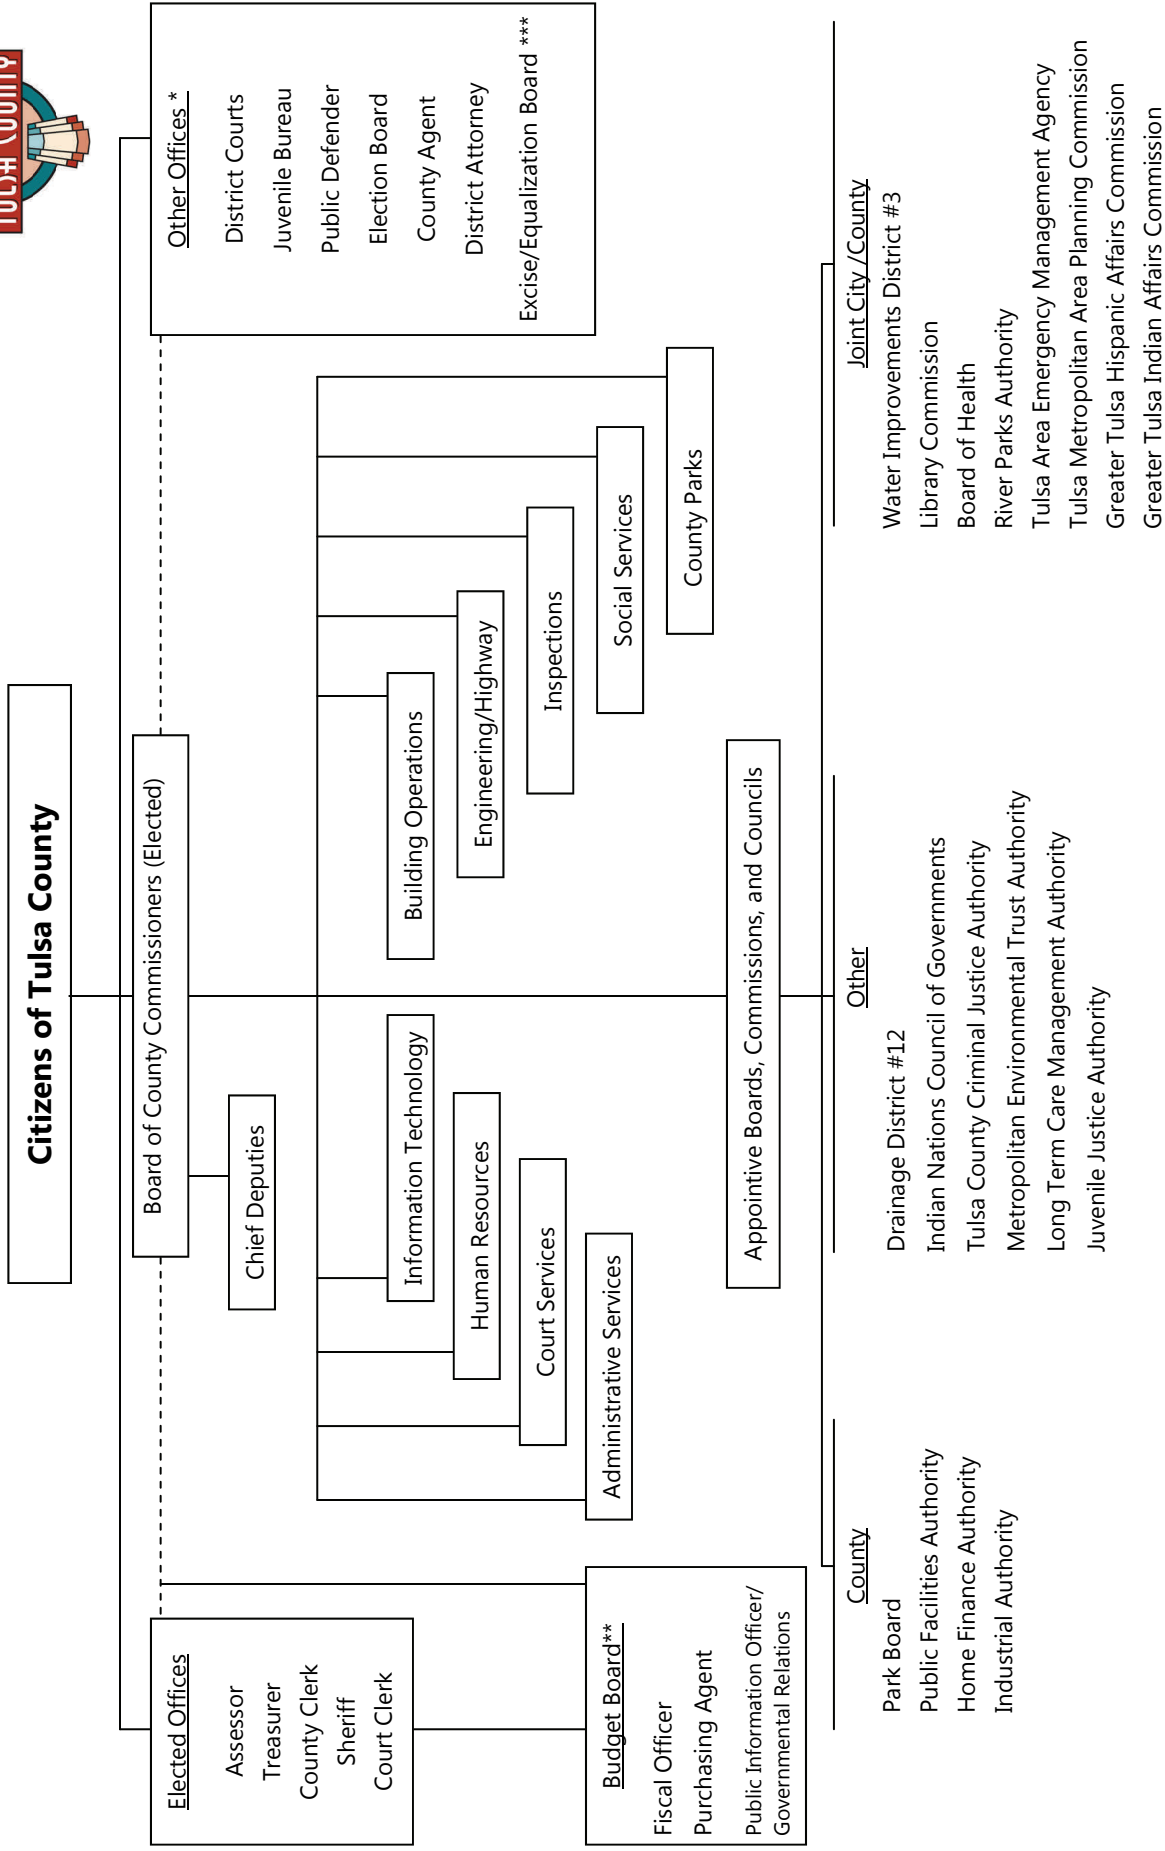 TULSA COUNTY
Citizens of Tulsa County
Board of County Commissioners (Elected)
Chief Deputies
Elected Offices
Assessor
Treasurer
County Clerk
Sheriff
Court Clerk
Other Offices *
District Courts
Juvenile Bureau
Public Defender
Election Board
County Agent
District Attorney
Excise/Equalization Board ***
Information Technology
Human Resources
Court Services
Administrative Services
Building Operations
Engineering/Highway
Inspections
Social Services
County Parks
Budget Board**
Fiscal Officer
Purchasing Agent
Public Information Officer/
Governmental Relations
Appointive Boards, Commissions, and Councils
County
Park Board
Public Facilities Authority
Home Finance Authority
Industrial Authority
Other
Drainage District #12
Indian Nations Council of Governments
Tulsa County Criminal Justice Authority
Metropolitan Environmental Trust Authority
Long Term Care Management Authority
Juvenile Justice Authority
Joint City /County
Water Improvements District #3
Library Commission
Board of Health
River Parks Authority
Tulsa Area Emergency Management Agency
Tulsa Metropolitan Area Planning Commission
Greater Tulsa Hispanic Affairs Commission
Greater Tulsa Indian Affairs Commission